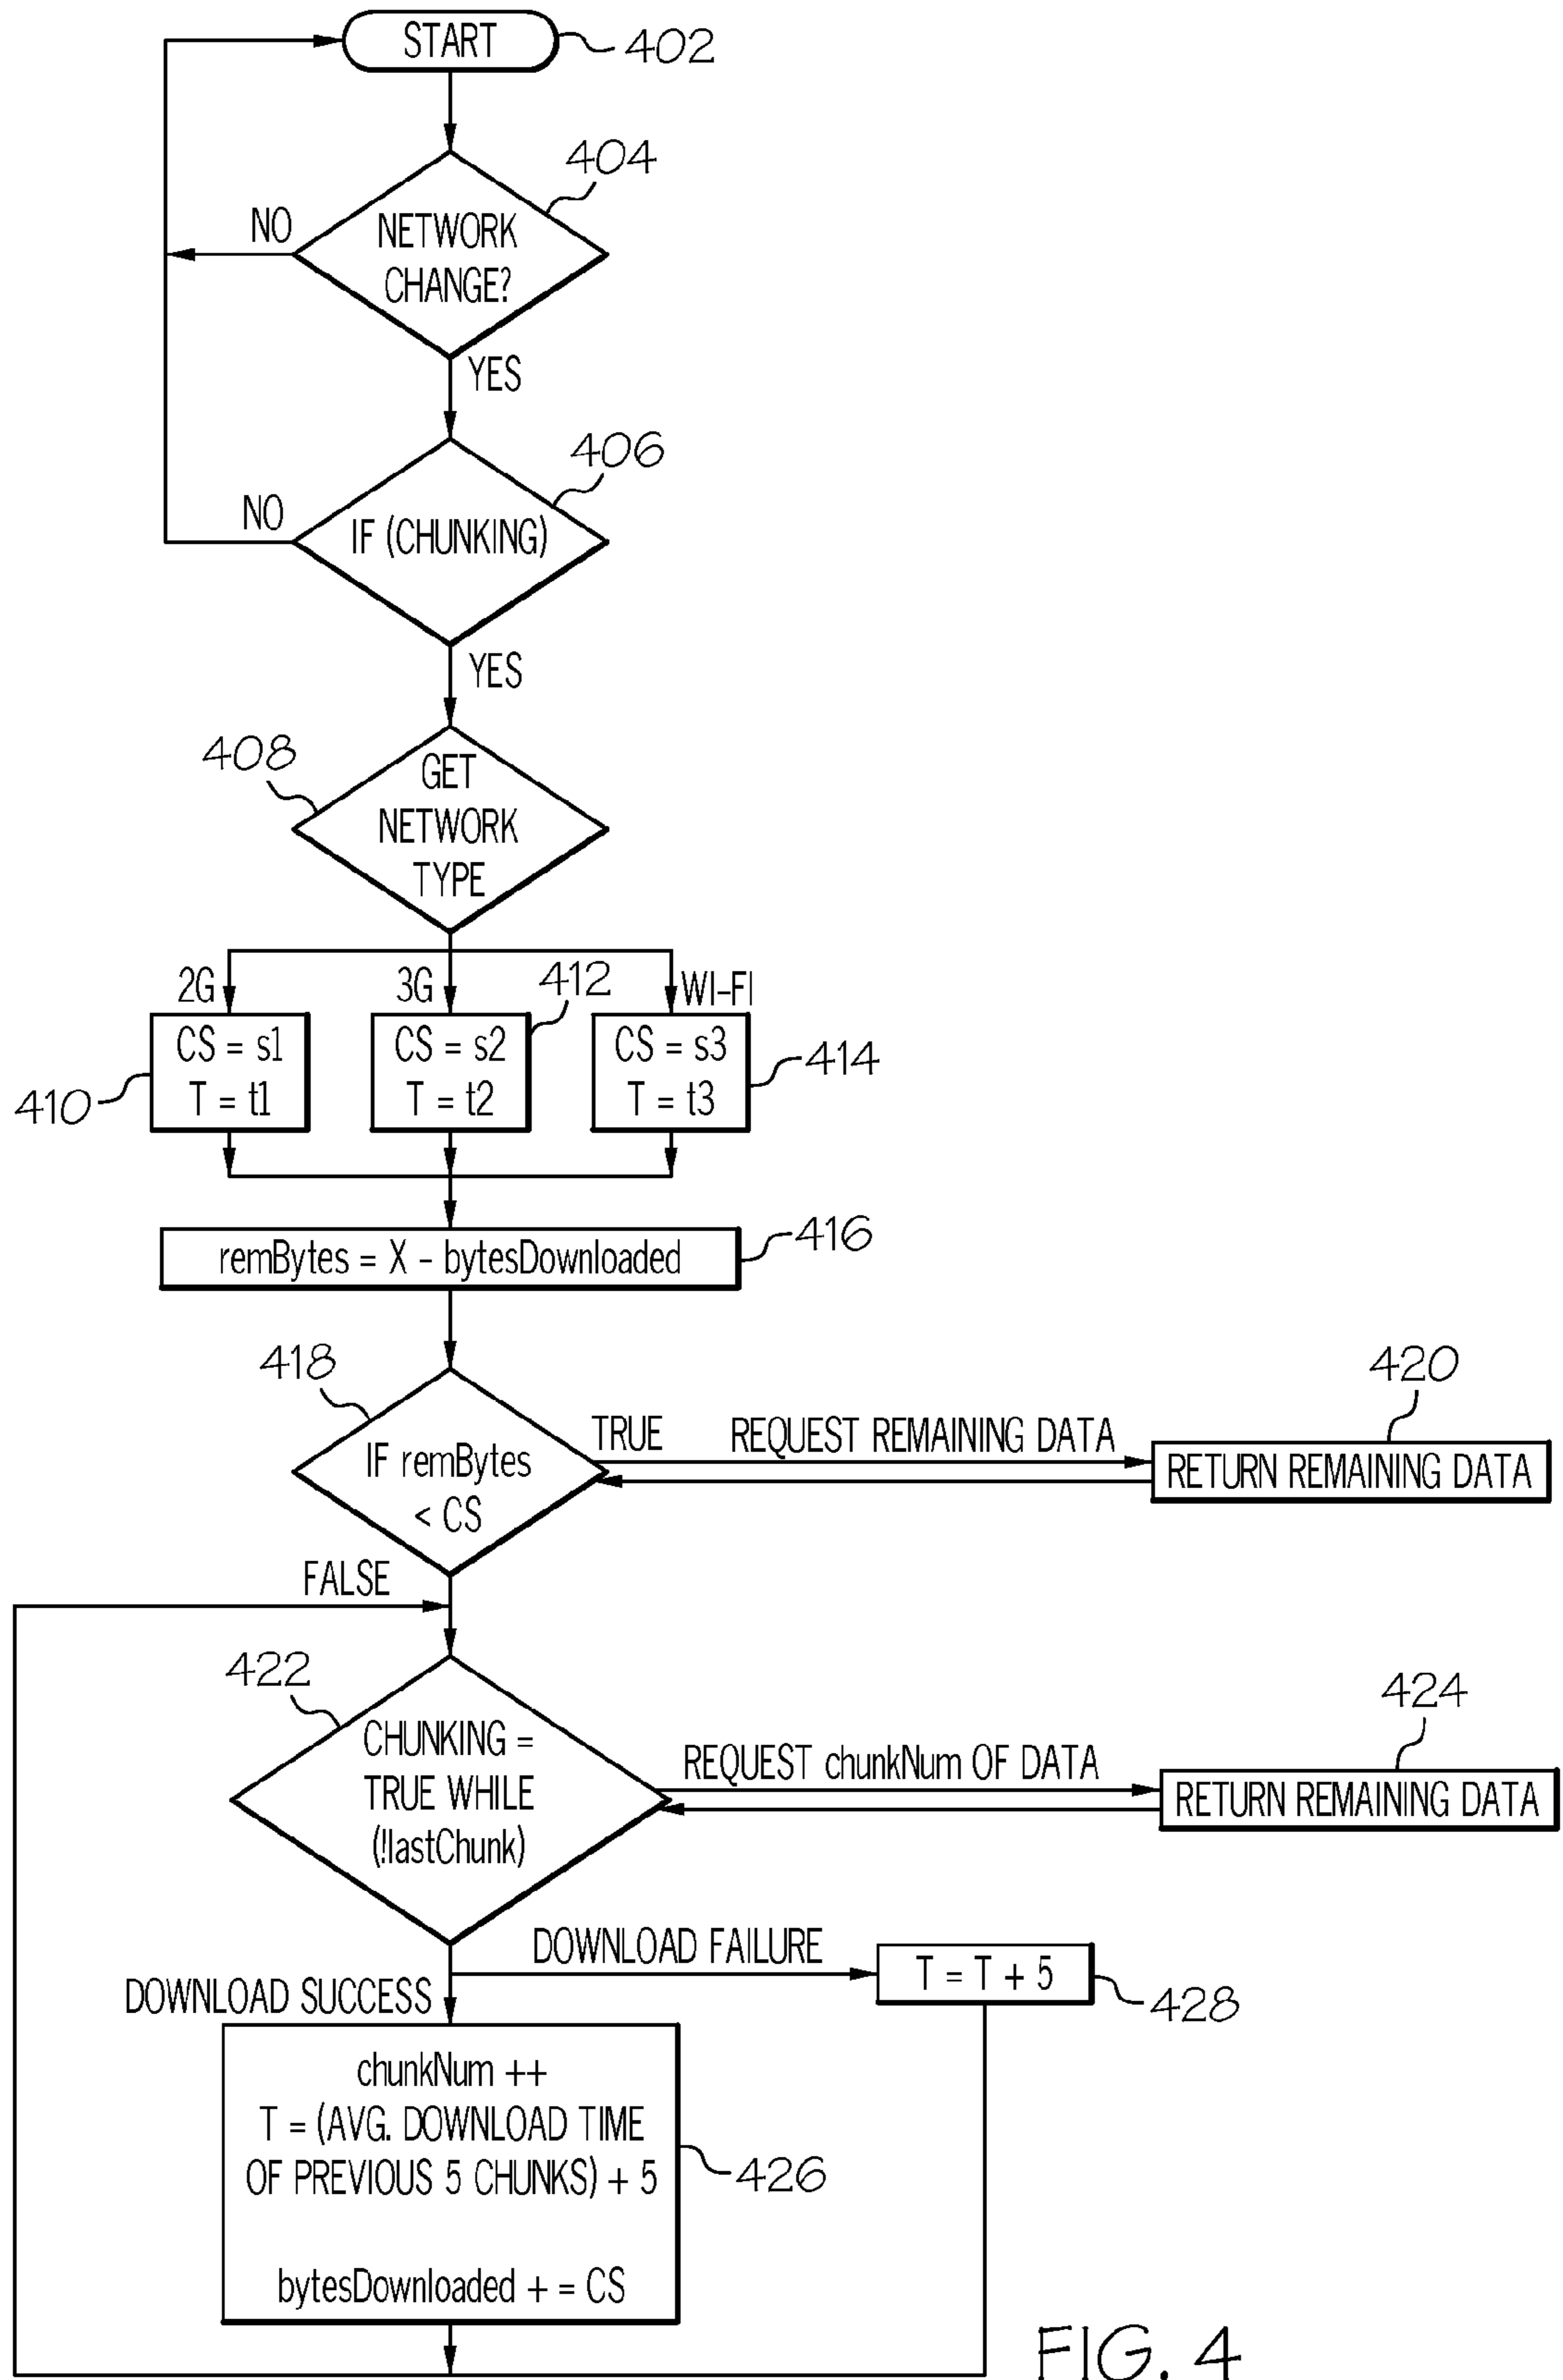 START
402
404
NO
NETWORK
CHANGE?
YES
406
NO
IF (CHUNKING)
YES
408
GET
NETWORK
TYPE
2G
3G
412
WI-FI
CS = s1
T = t1
410
CS = s2
T = t2
CS = s3
T = t3
414
remBytes = X - bytesDownloaded
416
418
IF remBytes
< CS
TRUE
REQUEST REMAINING DATA
420
RETURN REMAINING DATA
FALSE
422
CHUNKING =
TRUE WHILE
(!lastChunk)
REQUEST chunkNum OF DATA
424
RETURN REMAINING DATA
DOWNLOAD FAILURE
T = T + 5
428
DOWNLOAD SUCCESS
chunkNum ++
T = (AVG. DOWNLOAD TIME
OF PREVIOUS 5 CHUNKS) + 5
426
bytesDownloaded + = CS
FIG. 4